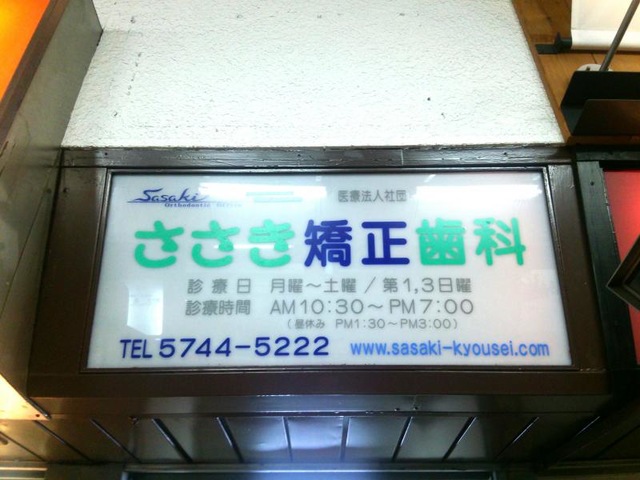 Sasaki 医療法人社団
Orthodontic
ささき矯正歯科
診療日 月曜～土曜 / 第1,3日曜
診療時間 AM10:30～PM7:00
(昼休み PM1:30～PM3:00)
TEL 5744-5222 www.sasaki-kyousei.com